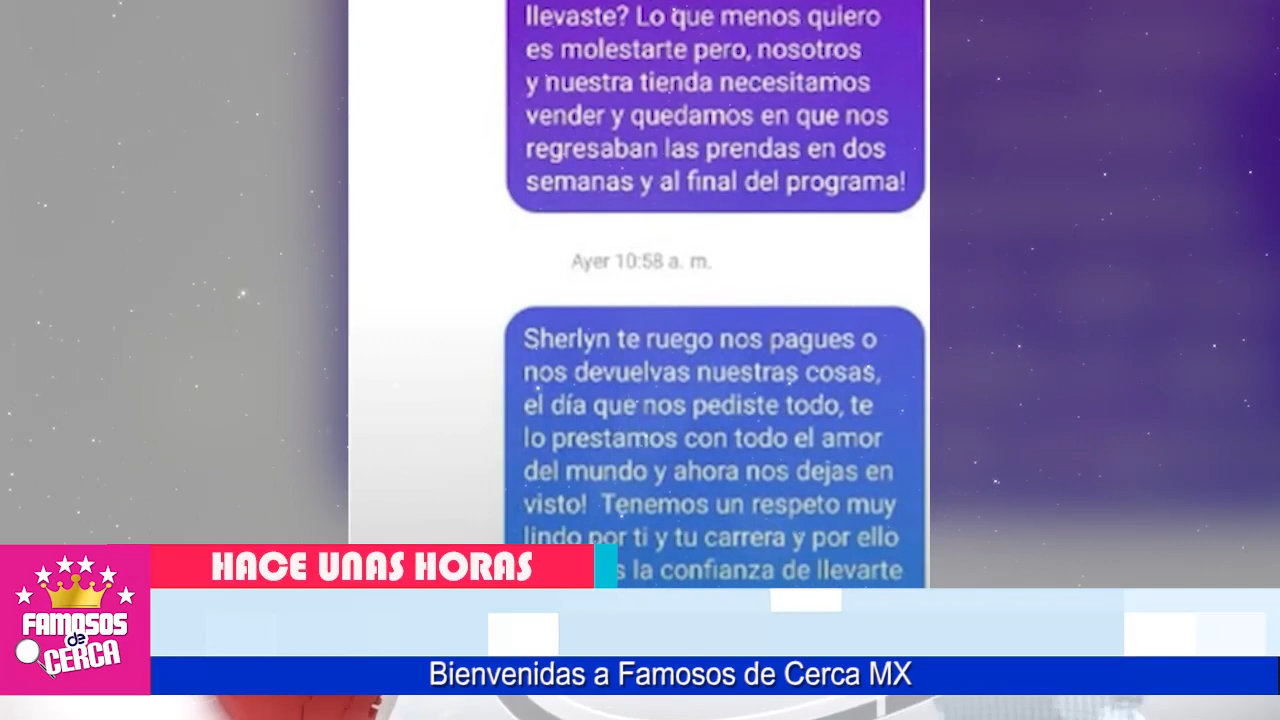 llevaste? Lo que menos quiero
es molestarte pero, nosotros
y nuestra tienda necesitamos
vender y quedamos en que nos
regresaban las prendas en dos
semanas y al final del programa!
Ayer 10:58 a. m.
Sherlyn te ruego nos pagues o
nos devuelvas nuestras cosas,
el día que nos pediste todo, te
lo prestamos con todo el amor
del mundo y ahora nos dejas en
visto! Tenemos un respeto muy
lindo por ti y tu carrera y por ello
la confianza de llevarte
HACE UNAS HORAS
FAMOSOS
de
CERCA
Bienvenidas a Famosos de Cerca MX